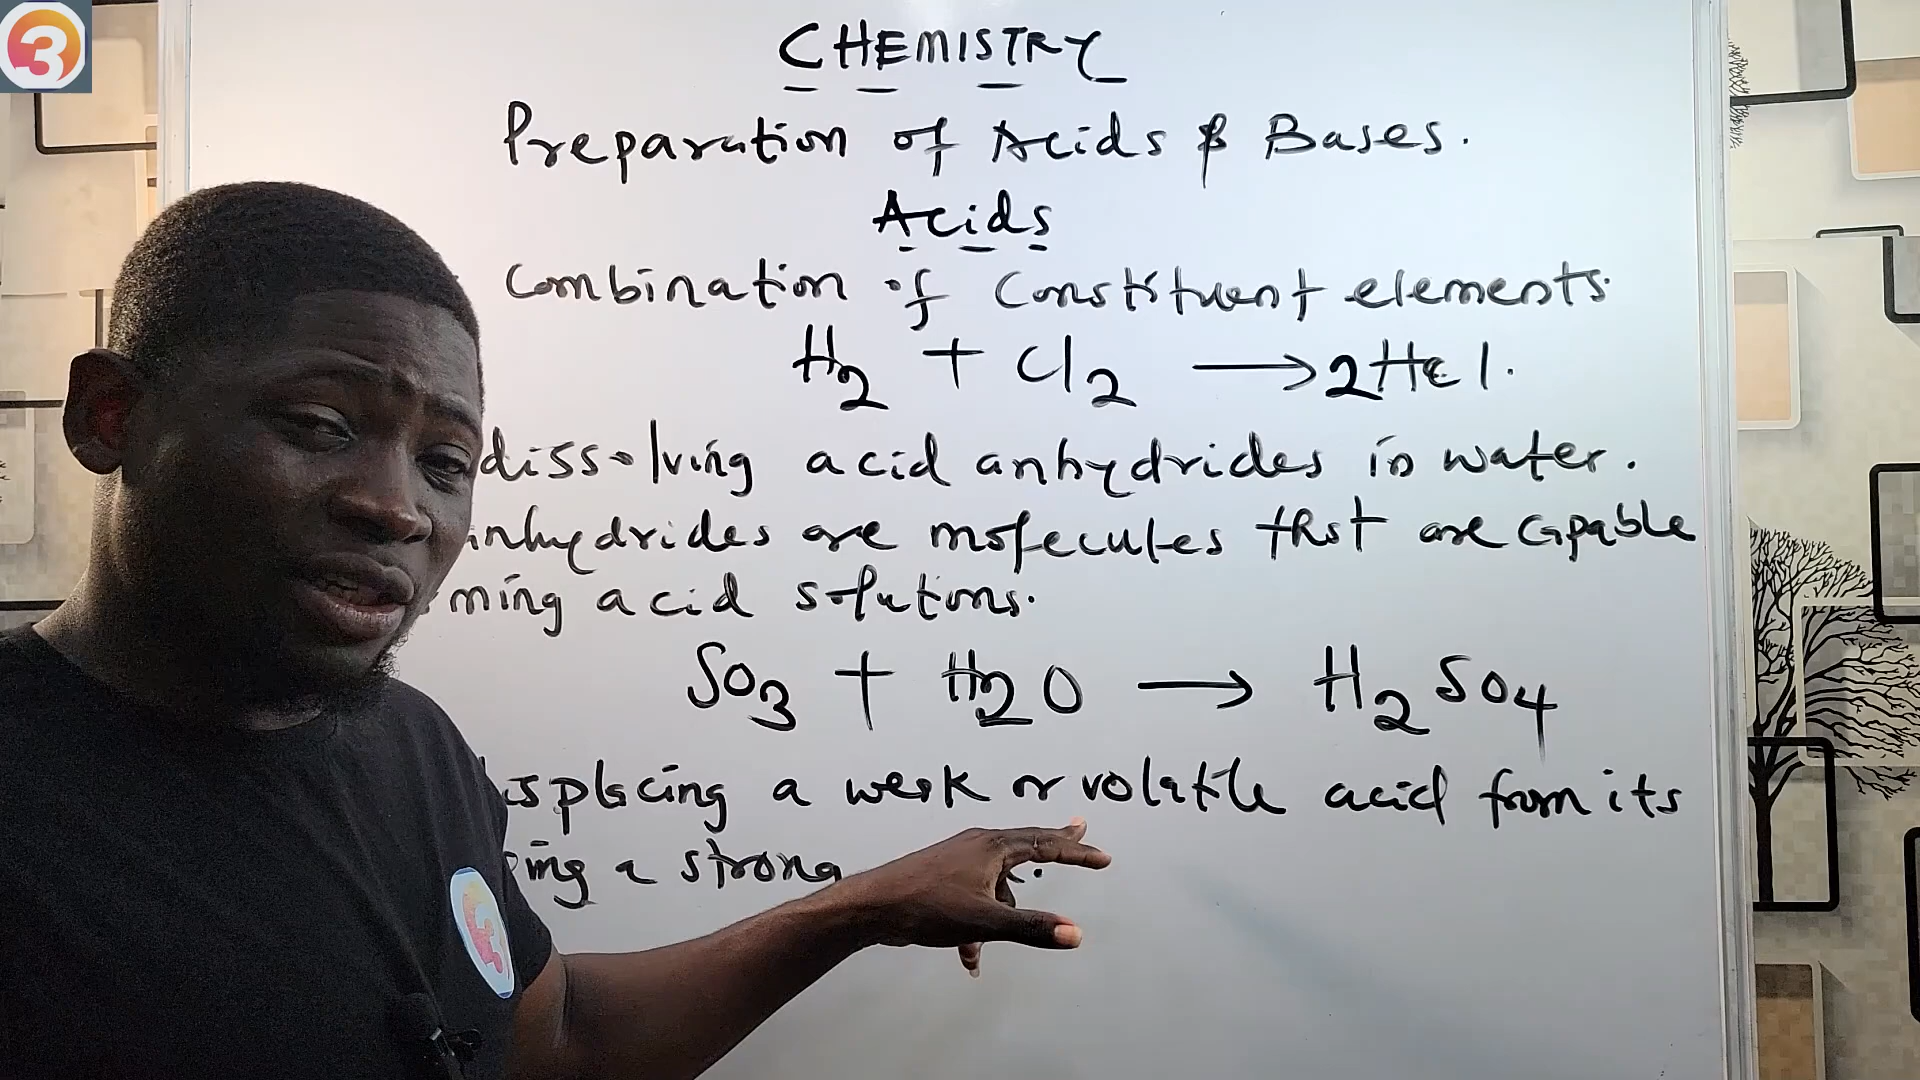 3
CHEMISTRY
Preparation of Acids & Bases.
Acids
Combination of Constituent elements.
H2 + Cl2 → 2HCl.
dissolving acid anhydrides in water.
anhydrides are molecules that are capable
ming acid solutions.
SO3 + H2O → H2SO4
isplacing a weak or volatile acid from its
a strong
3